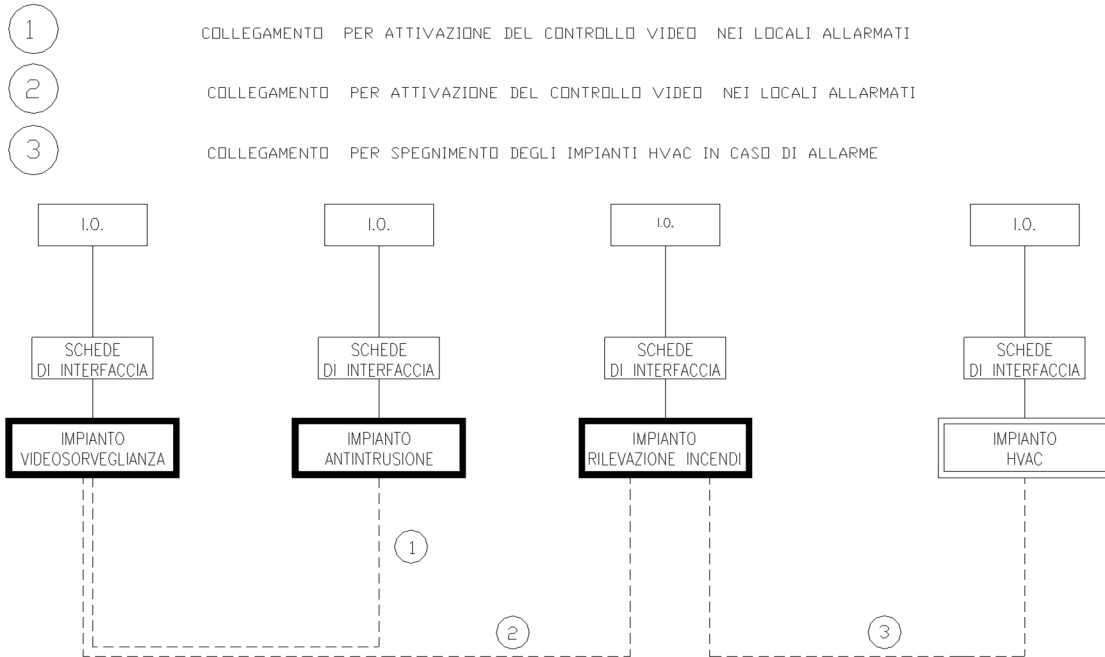 1 COLLEGAMENTO PER ATTIVAZIONE DEL CONTROLLO VIDEO NEI LOCALI ALLARMATI
2 COLLEGAMENTO PER ATTIVAZIONE DEL CONTROLLO VIDEO NEI LOCALI ALLARMATI
3 COLLEGAMENTO PER SPEGNIMENTO DEGLI IMPIANTI HVAC IN CASO DI ALLARME
I.O.
I.O.
I.O.
I.O.
SCHEDE
DI INTERFACCIA
SCHEDE
DI INTERFACCIA
SCHEDE
DI INTERFACCIA
SCHEDE
DI INTERFACCIA
IMPIANTO
VIDEOSORVEGLIANZA
IMPIANTO
ANTINTRUSIONE
IMPIANTO
RILEVAZIONE INCENDI
IMPIANTO
HVAC
1
2
3